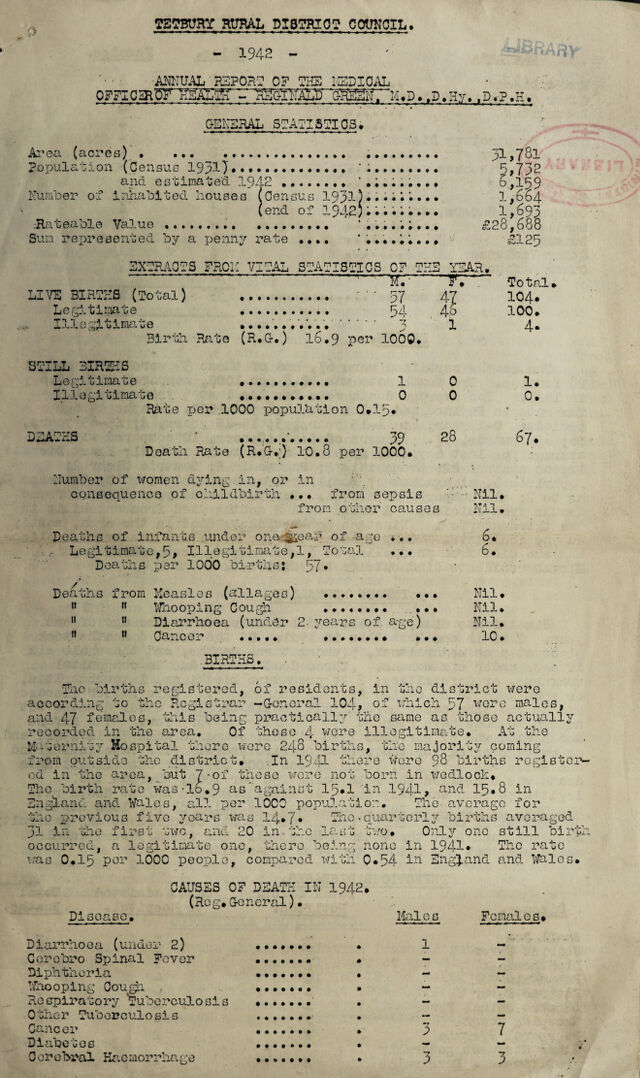 TETBURY RURAL DISTRICT COUNCIL.
- 1942 -
LIBRARY
ANNUAL REPORT OF THE MEDICAL
OFFICER OF HEALTH - REGINALD GREEN, M.D.,D.Hy.,D.P.H.
GENERAL STATISTICS.
Area (acres) . ... .............. ......... 31,781
Population (Census 1931).............. ......... 5,732
and estimated 1942 ........ ......... 6,159
Number of inhabited houses (Census 1931)......... 1,664
(end of 1942)......... 1,693
Rateable Value ......... ......... ......... £28,688
Sum represented by a penny rate .... ......... £125
EXTRACTS FROM VITAL STATISTICS OF THE YEAR.
M. F. Total.
LIVE BIRTHS (Total) ........... 57 47 104.
Legitimate ........... 54 46 100.
Illegitimate ........... 3 1 4.
Birth Rate (R.G.) 16.9 per 1000.
STILL BIRTHS
Legitimate ........... 1 0 1.
Illegitimate ........... 0 0 0.
Rate per 1000 population 0.15.
DEATHS ........... 39 28 67.
Death Rate (R.G.) 10.8 per 1000.
Number of women dying in, or in
consequence of childbirth ... from sepsis Nil.
from other causes Nil.
Deaths of infants under one year of age ... 6.
Legitimate,5, Illegitimate,1, Total ... 6.
Deaths per 1000 births: 57.
Deaths from Measles (allages) ........ ... Nil.
" " Whooping Cough ........ ... Nil.
" " Diarrhoea (under 2 years of age) Nil.
" " Cancer ..... ........ ... 10.
BIRTHS.
The births registered, of residents, in the district were
according to the Registrar -General 104, of which 57 were males,
and 47 females, this being practically the same as those actually
recorded in the area. Of these 4 were illegitimate. At the
Maternity Hospital there were 248 births, the majority coming
from outside the district. In 1941 there were 98 births register-
ed in the area, but 7 of these were not born in wedlock.
The birth rate was 16.9 as against 15.1 in 1941, and 15.8 in
England and Wales, all per 1000 population. The average for
the previous five years was 14.7. The quarterly births averaged
31 in the first two, and 20 in the last two. Only one still birth
occurred, a legitimate one, there being none in 1941. The rate
was 0.15 per 1000 people, compared with 0.54 in England and Wales.
CAUSES OF DEATH IN 1942.
(Reg.General).
Disease. Males Females.
Diarrhoea (under 2) ....... . 1 -
Cerebro Spinal Fever ....... . - -
Diphtheria ....... . - -
Whooping Cough ....... . - -
Respiratory Tuberculosis ....... . - -
Other Tuberculosis ....... . - -
Cancer ....... . 3 7
Diabetes ....... . - -
Cerebral Haemorrhage ....... . 3 3